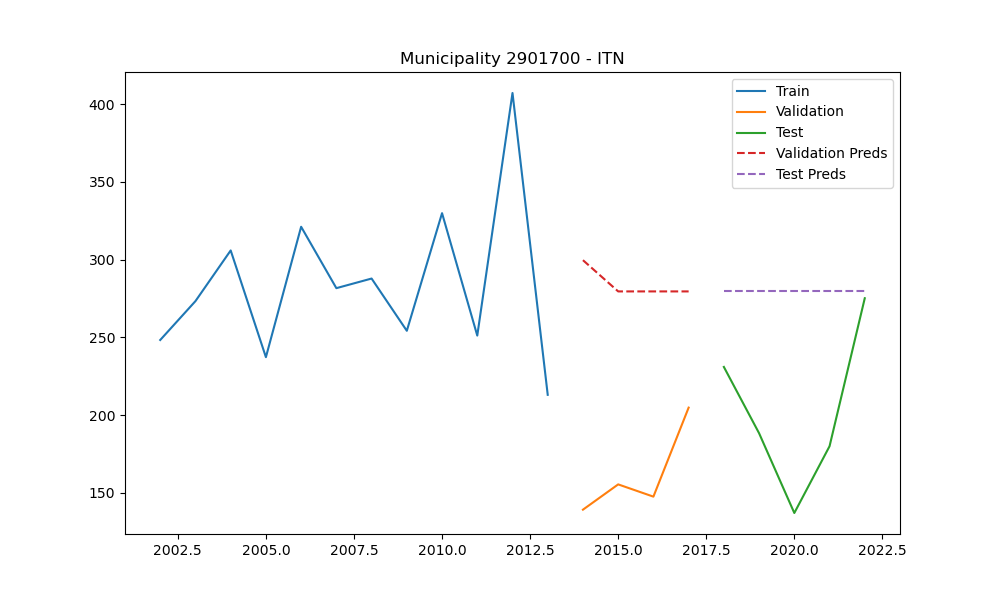 Municipality 2901700 - ITN
Train
Validation
Test
Validation Preds
Test Preds
400
350
300
250
200
150
2002.5 2005.0 2007.5 2010.0 2012.5 2015.0 2017.5 2020.0 2022.5